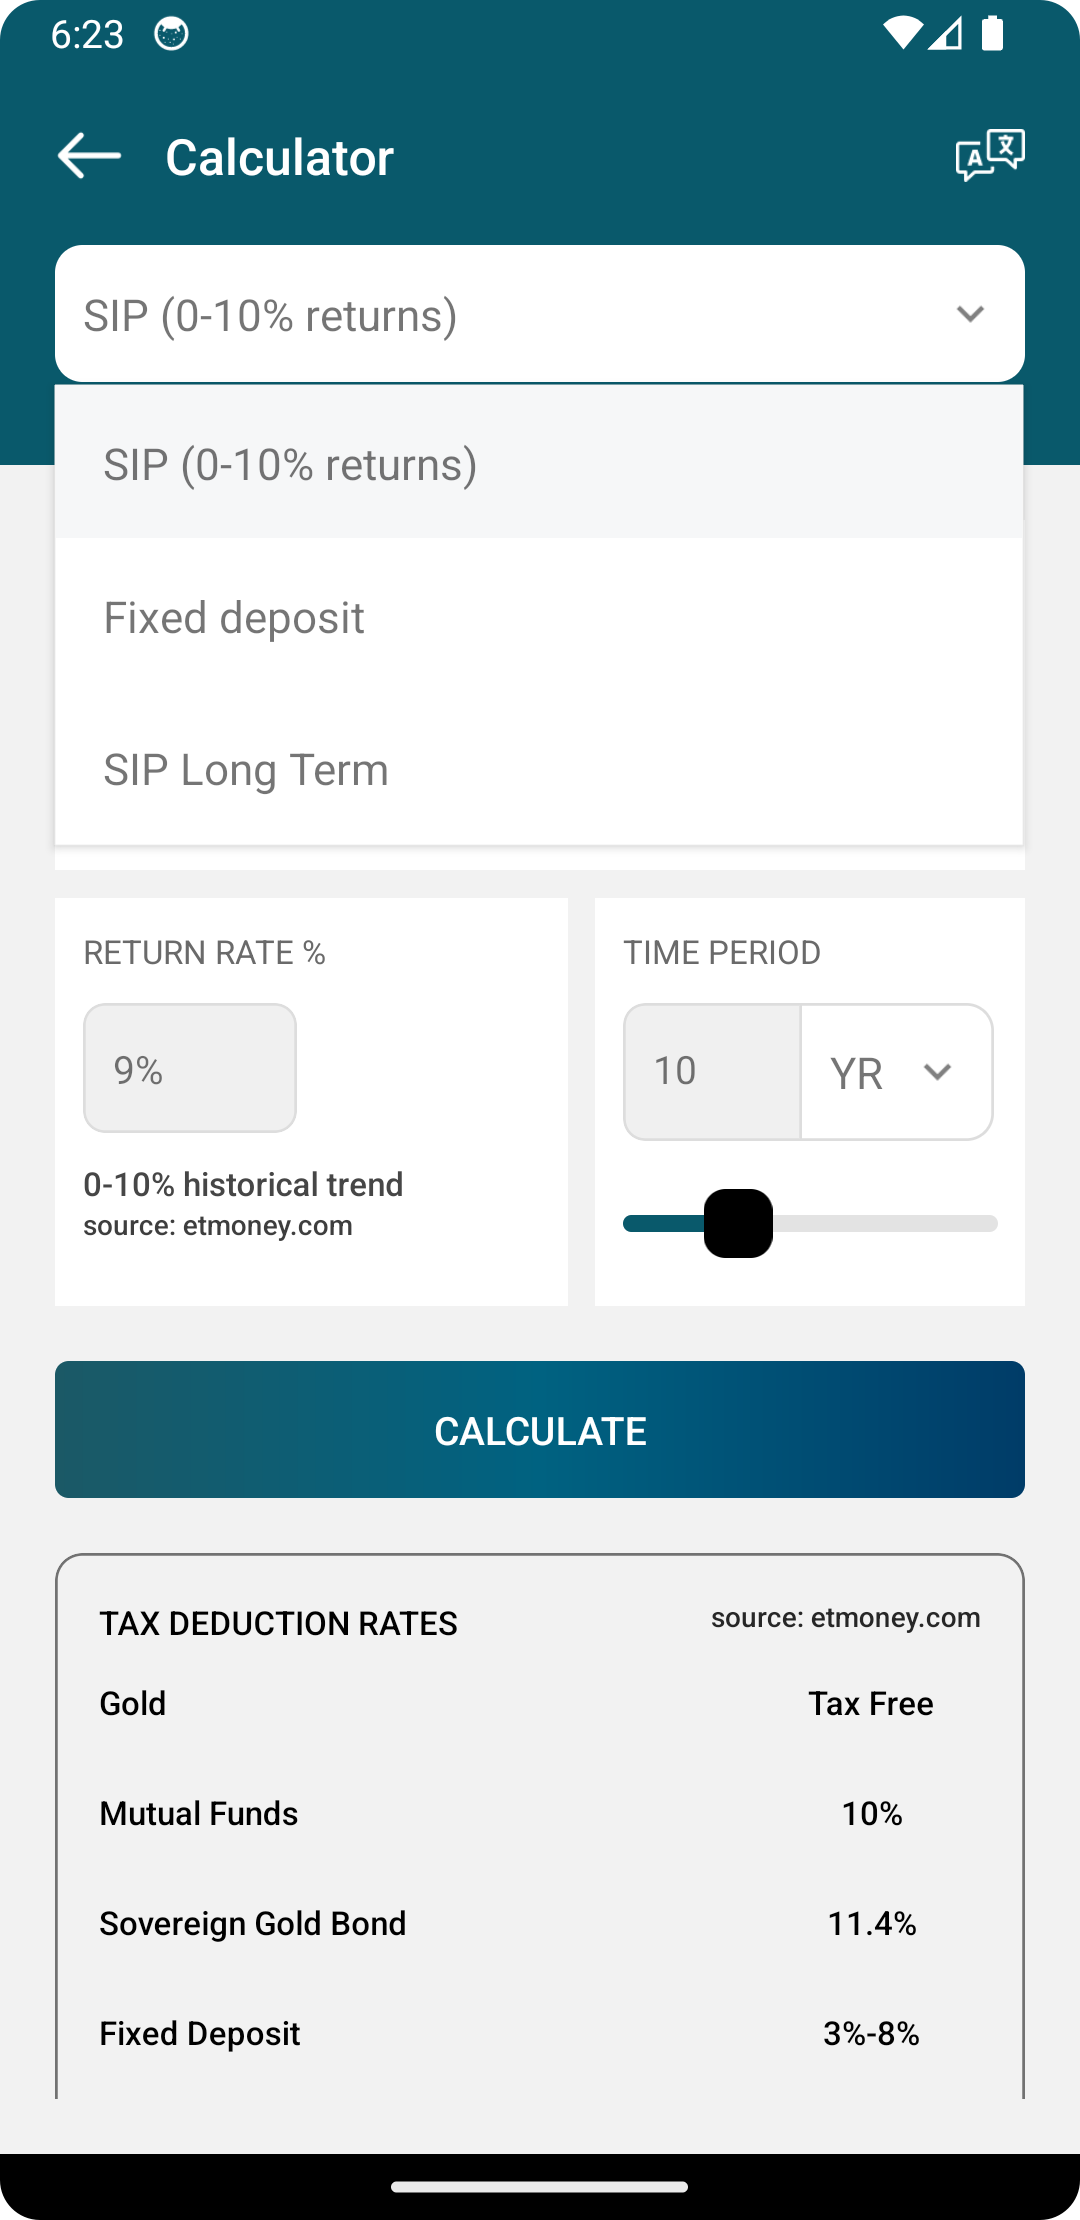 6:23
Calculator
A 文
SIP (0-10% returns)
SIP (0-10% returns)
Fixed deposit
SIP Long Term
RETURN RATE %
TIME PERIOD
9%
10 YR
0-10% historical trend
source: etmoney.com
CALCULATE
TAX DEDUCTION RATES source: etmoney.com
Gold Tax Free
Mutual Funds 10%
Sovereign Gold Bond 11.4%
Fixed Deposit 3%-8%